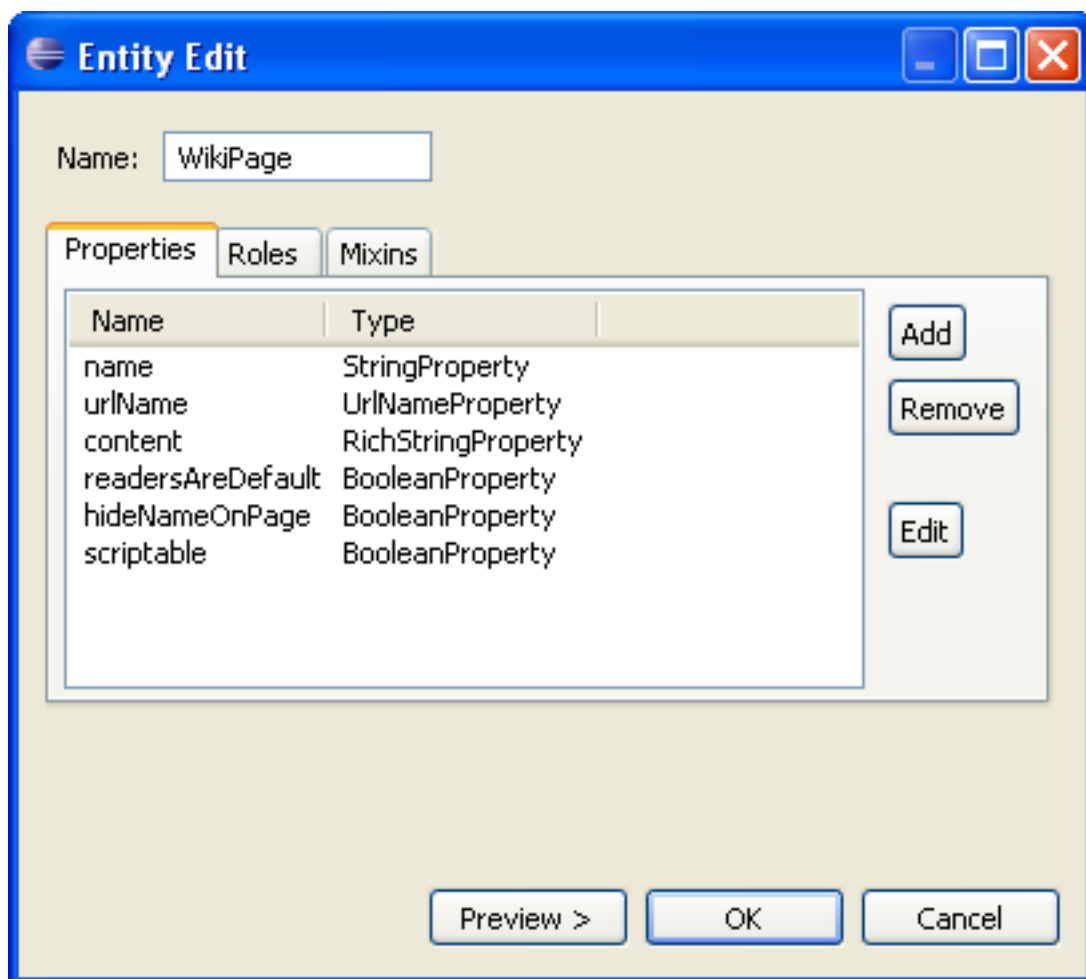 Entity Edit
Name: WikiPage
Properties Roles Mixins
Name Type
name StringProperty
urlName UrlNameProperty
content RichStringProperty
readersAreDefault BooleanProperty
hideNameOnPage BooleanProperty
scriptable BooleanProperty
Add
Remove
Edit
Preview > OK Cancel